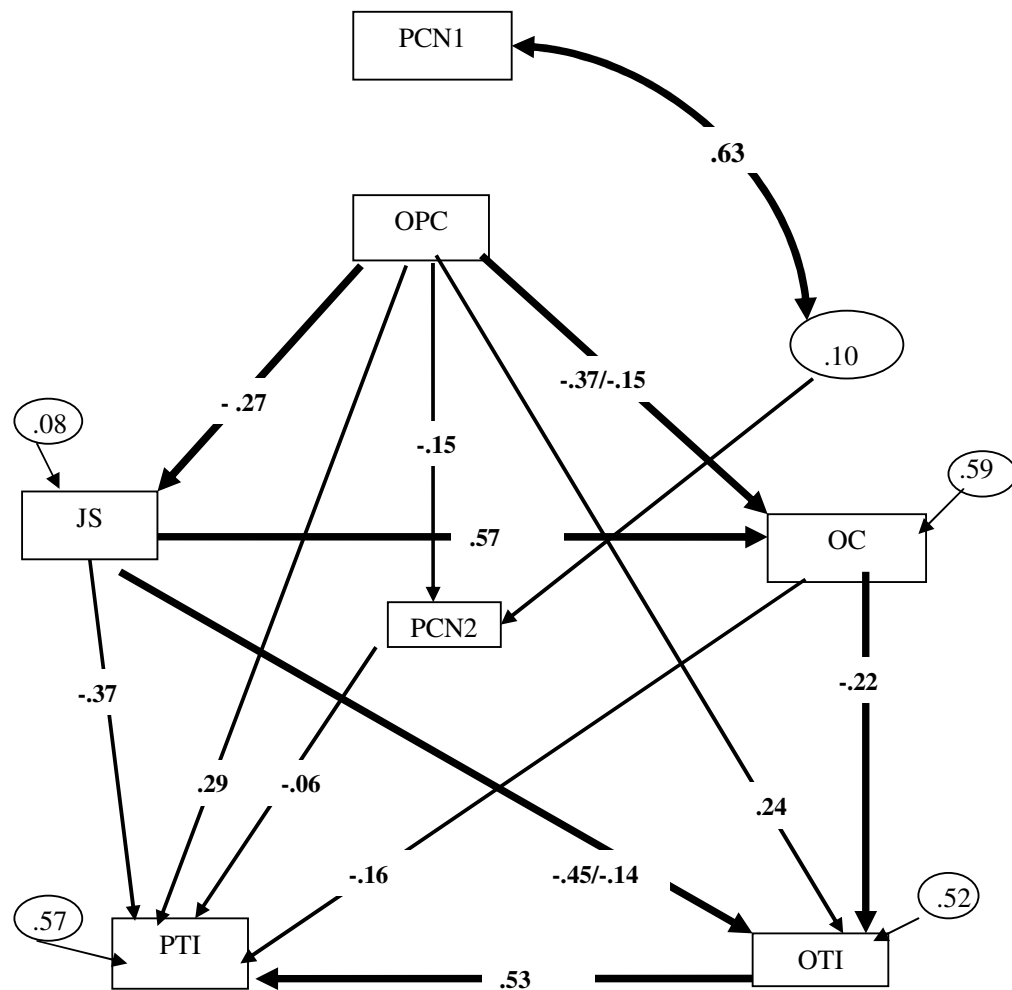 PCN1
.63
OPC
.10
-.37/-.15
- .27
.08
-.15
.59
JS
.57
OC
PCN2
-.37
-.22
.29
-.06
.24
-.16
-.45/-.14
.52
.57
PTI
OTI
.53